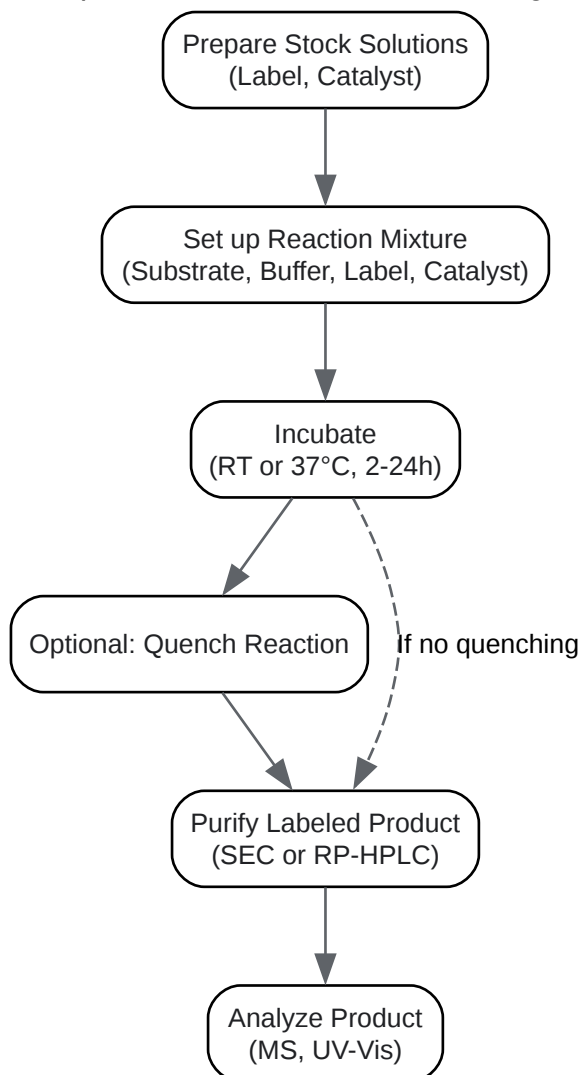 Prepare Stock Solutions
(Label, Catalyst)
Set up Reaction Mixture
(Substrate, Buffer, Label, Catalyst)
Incubate
(RT or 37°C, 2-24h)
Optional: Quench Reaction
If no quenching
Purify Labeled Product
(SEC or RP-HPLC)
Analyze Product
(MS, UV-Vis)